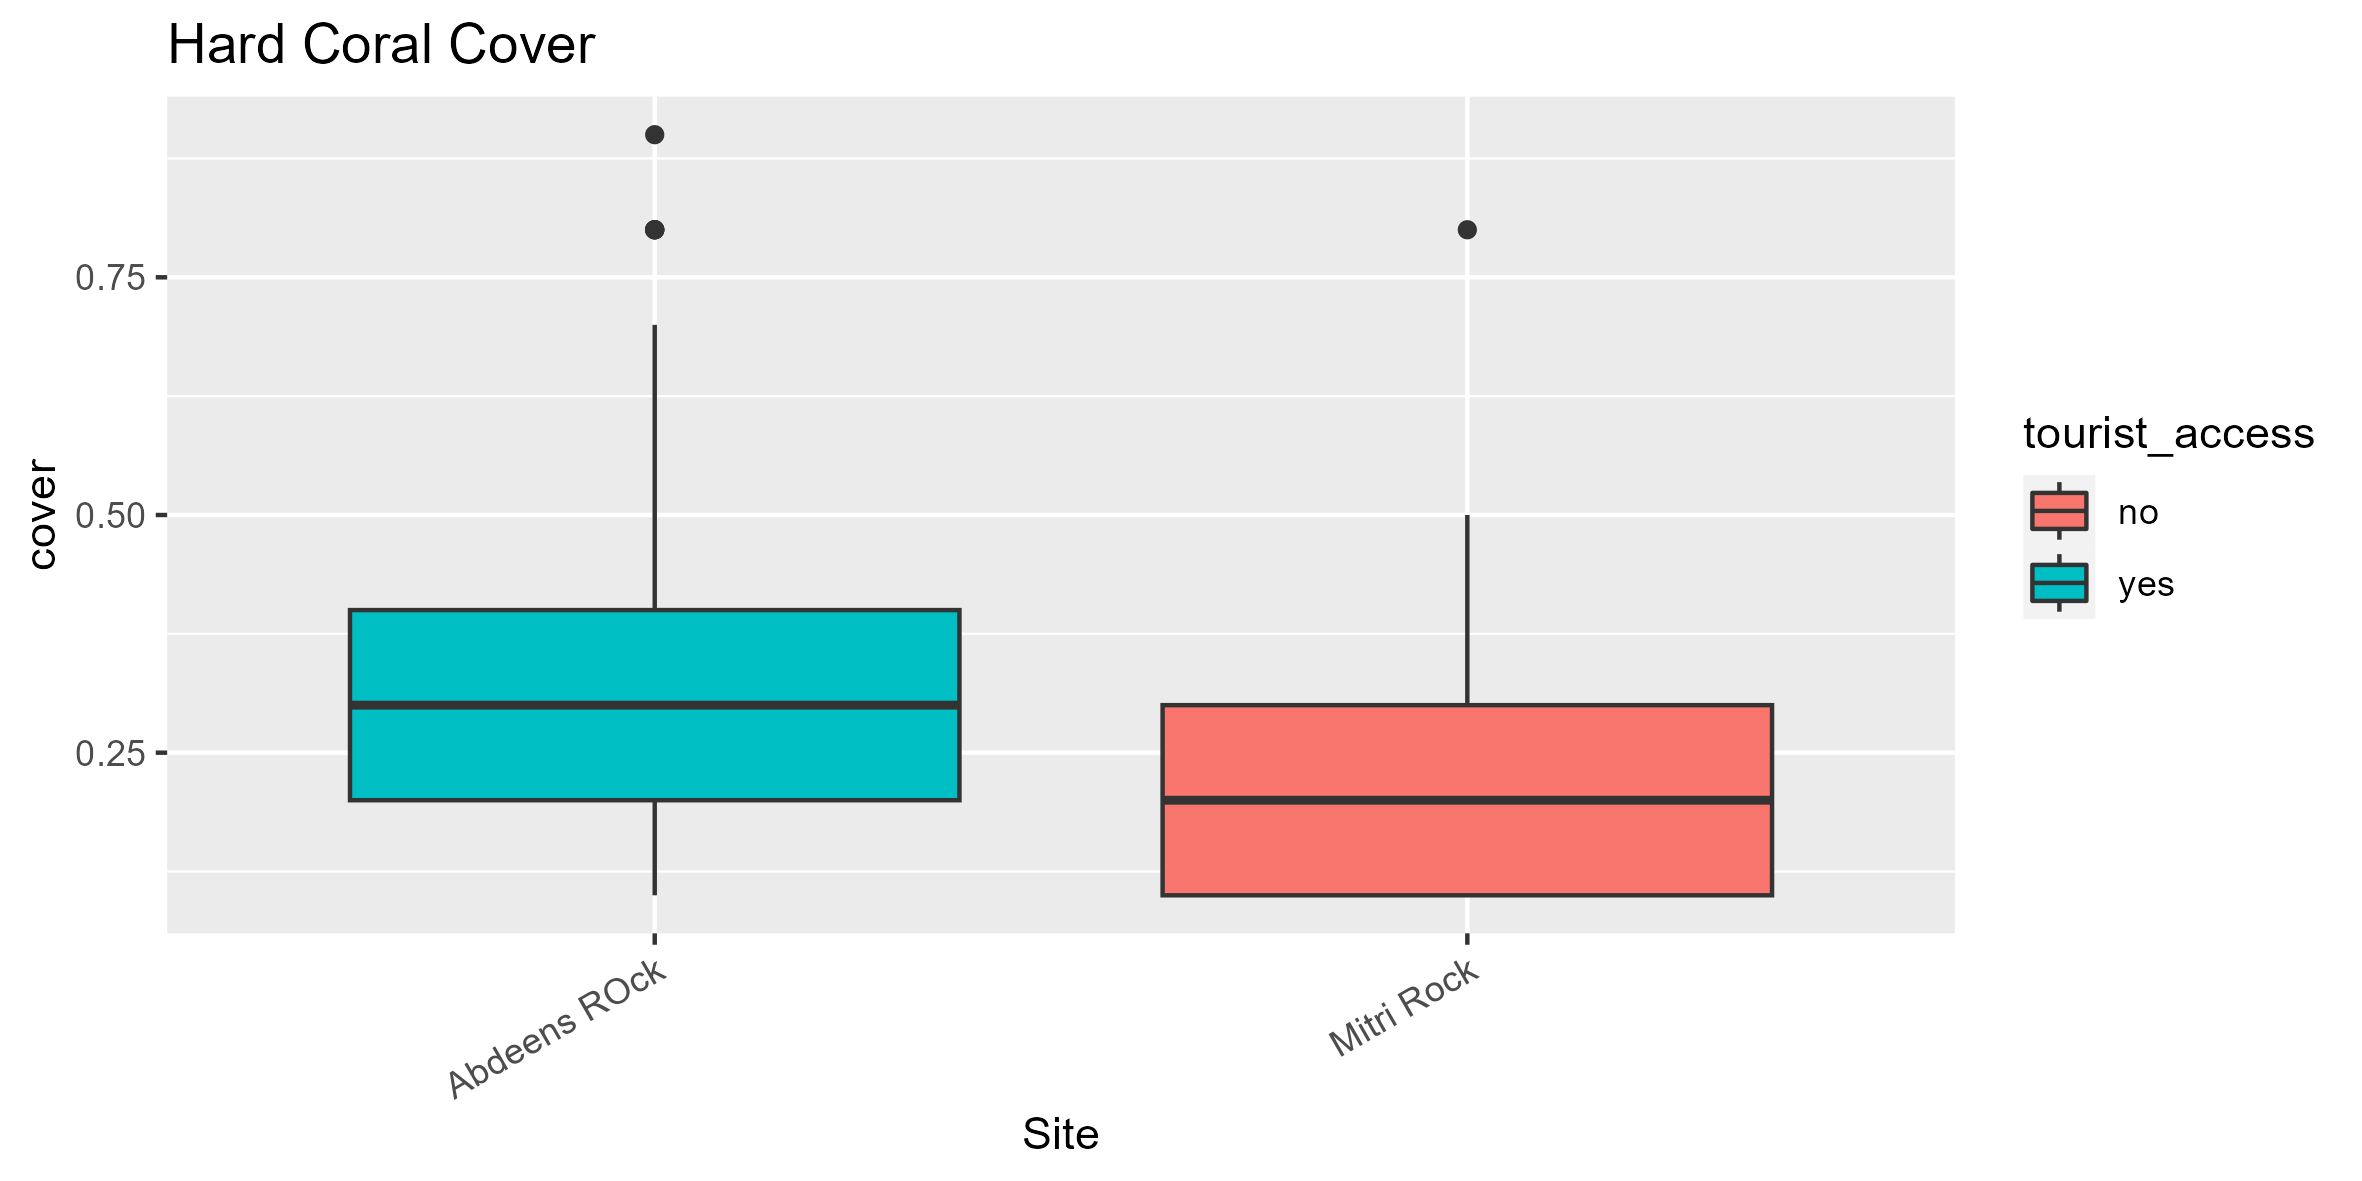 Hard Coral Cover
cover
0.75
0.50
0.25
Abdeens ROck
Mitri Rock
Site
tourist_access
no
yes